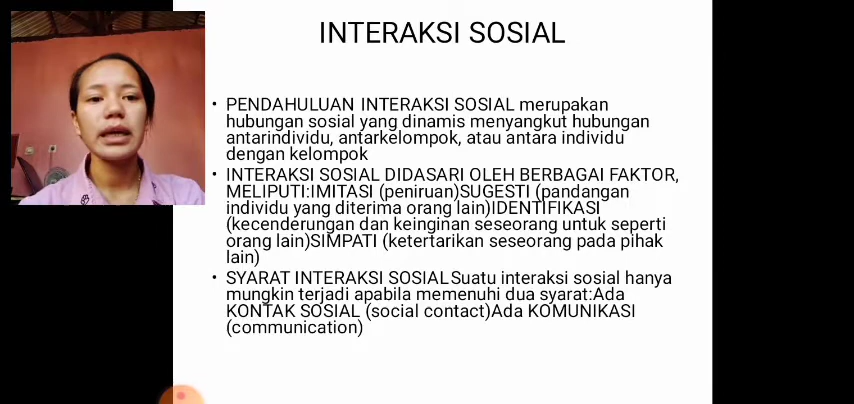 INTERAKSI SOSIAL
• PENDAHULUAN INTERAKSI SOSIAL merupakan
hubungan sosial yang dinamis menyangkut hubungan
antarindividu, antarkelompok, atau antara individu
dengan kelompok
• INTERAKSI SOSIAL DIDASARI OLEH BERBAGAI FAKTOR,
MELIPUTI:IMITASI (peniruan)SUGESTI (pandangan
individu yang diterima orang lain)IDENTIFIKASI
(kecenderungan dan keinginan seseorang untuk seperti
orang lain)SIMPATI (ketertarikan seseorang pada pihak
lain)
• SYARAT INTERAKSI SOSIALSuatu interaksi sosial hanya
mungkin terjadi apabila memenuhi dua syarat:Ada
KONTAK SOSIAL (social contact)Ada KOMUNIKASI
(communication)